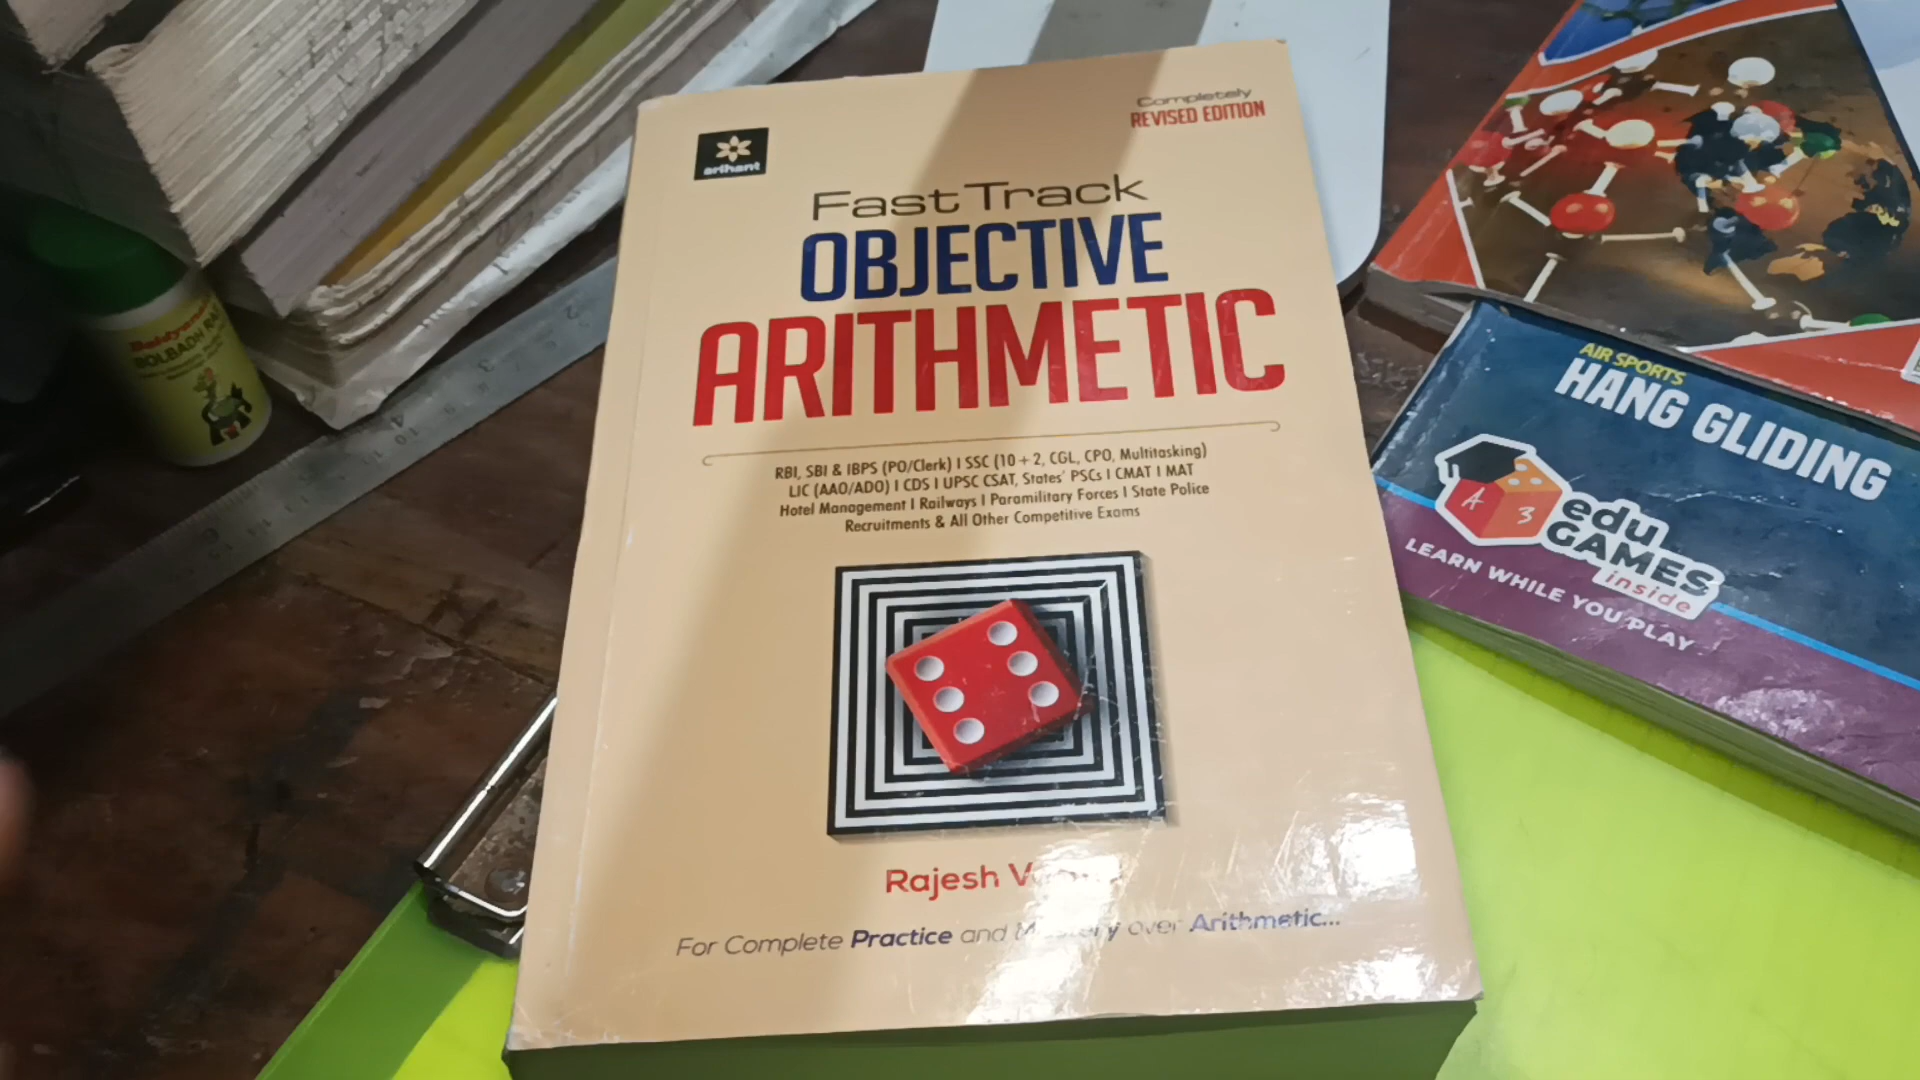 Completely
REVISED EDITION
arihant
Fast Track
OBJECTIVE
ARITHMETIC
RBI, SBI & IBPS (PO/Clerk) | SSC (10+2, CGL, CPO, Multitasking)
LIC (AAO/ADO) | CDS | UPSC CSAT, States' PSCs | CMAT | MAT
Hotel Management | Railways | Paramilitary Forces | State Police
Recruitments & All Other Competitive Exams
Rajesh
For Complete Practice and Mastery over Arithmetic...
AIR SPORTS
HANG GLIDING
A 3
edu
GAMES
inside
LEARN WHILE YOU PLAY
Baidyanath